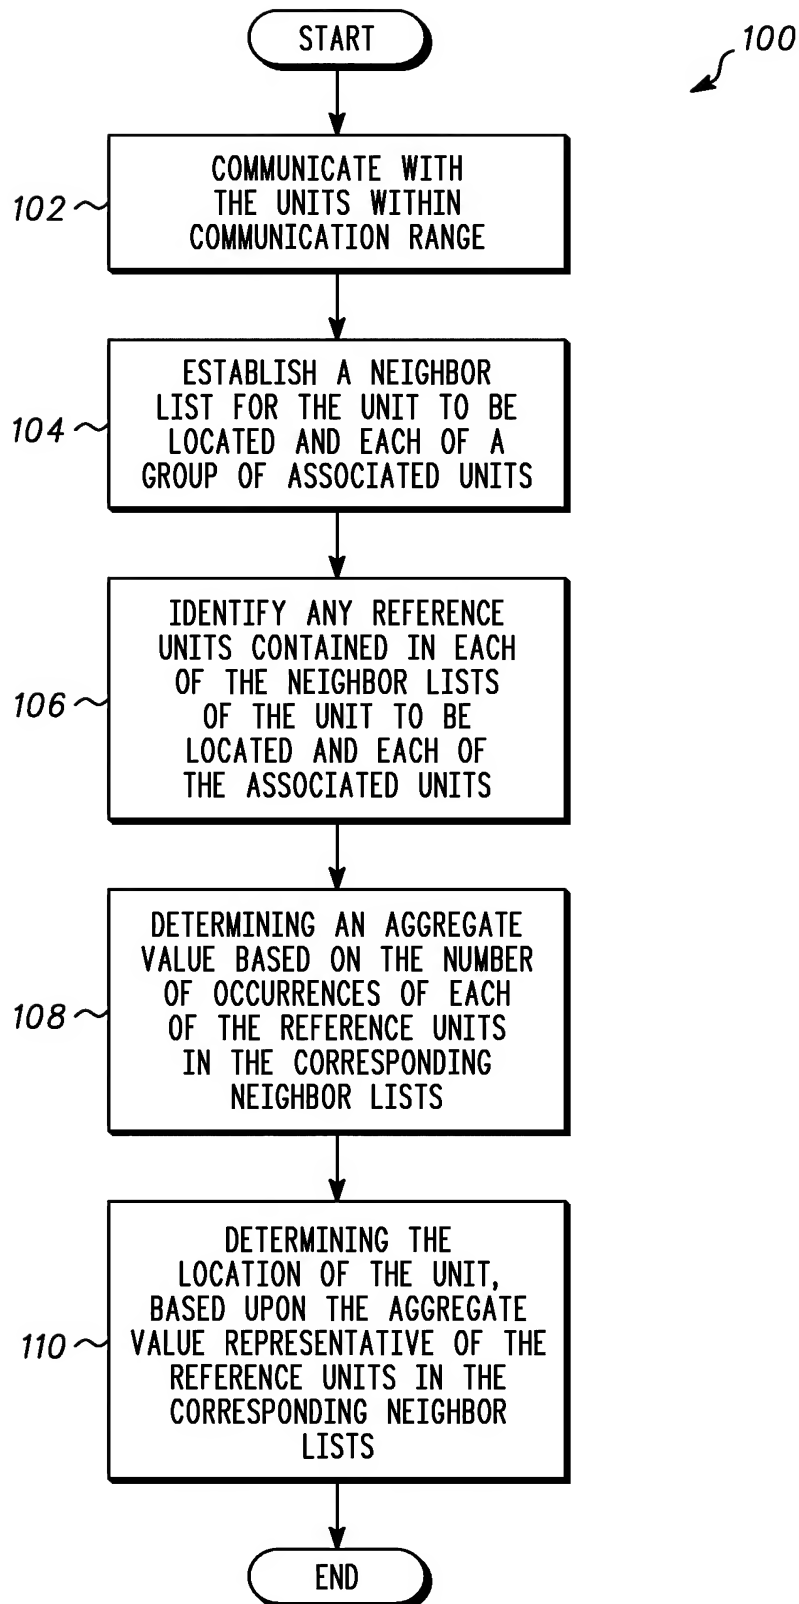 START
100
102
COMMUNICATE WITH
THE UNITS WITHIN
COMMUNICATION RANGE
104
ESTABLISH A NEIGHBOR
LIST FOR THE UNIT TO BE
LOCATED AND EACH OF A
GROUP OF ASSOCIATED UNITS
106
IDENTIFY ANY REFERENCE
UNITS CONTAINED IN EACH
OF THE NEIGHBOR LISTS
OF THE UNIT TO BE
LOCATED AND EACH OF
THE ASSOCIATED UNITS
108
DETERMINING AN AGGREGATE
VALUE BASED ON THE NUMBER
OF OCCURRENCES OF EACH
OF THE REFERENCE UNITS
IN THE CORRESPONDING
NEIGHBOR LISTS
110
DETERMINING THE
LOCATION OF THE UNIT,
BASED UPON THE AGGREGATE
VALUE REPRESENTATIVE OF THE
REFERENCE UNITS IN THE
CORRESPONDING NEIGHBOR
LISTS
END